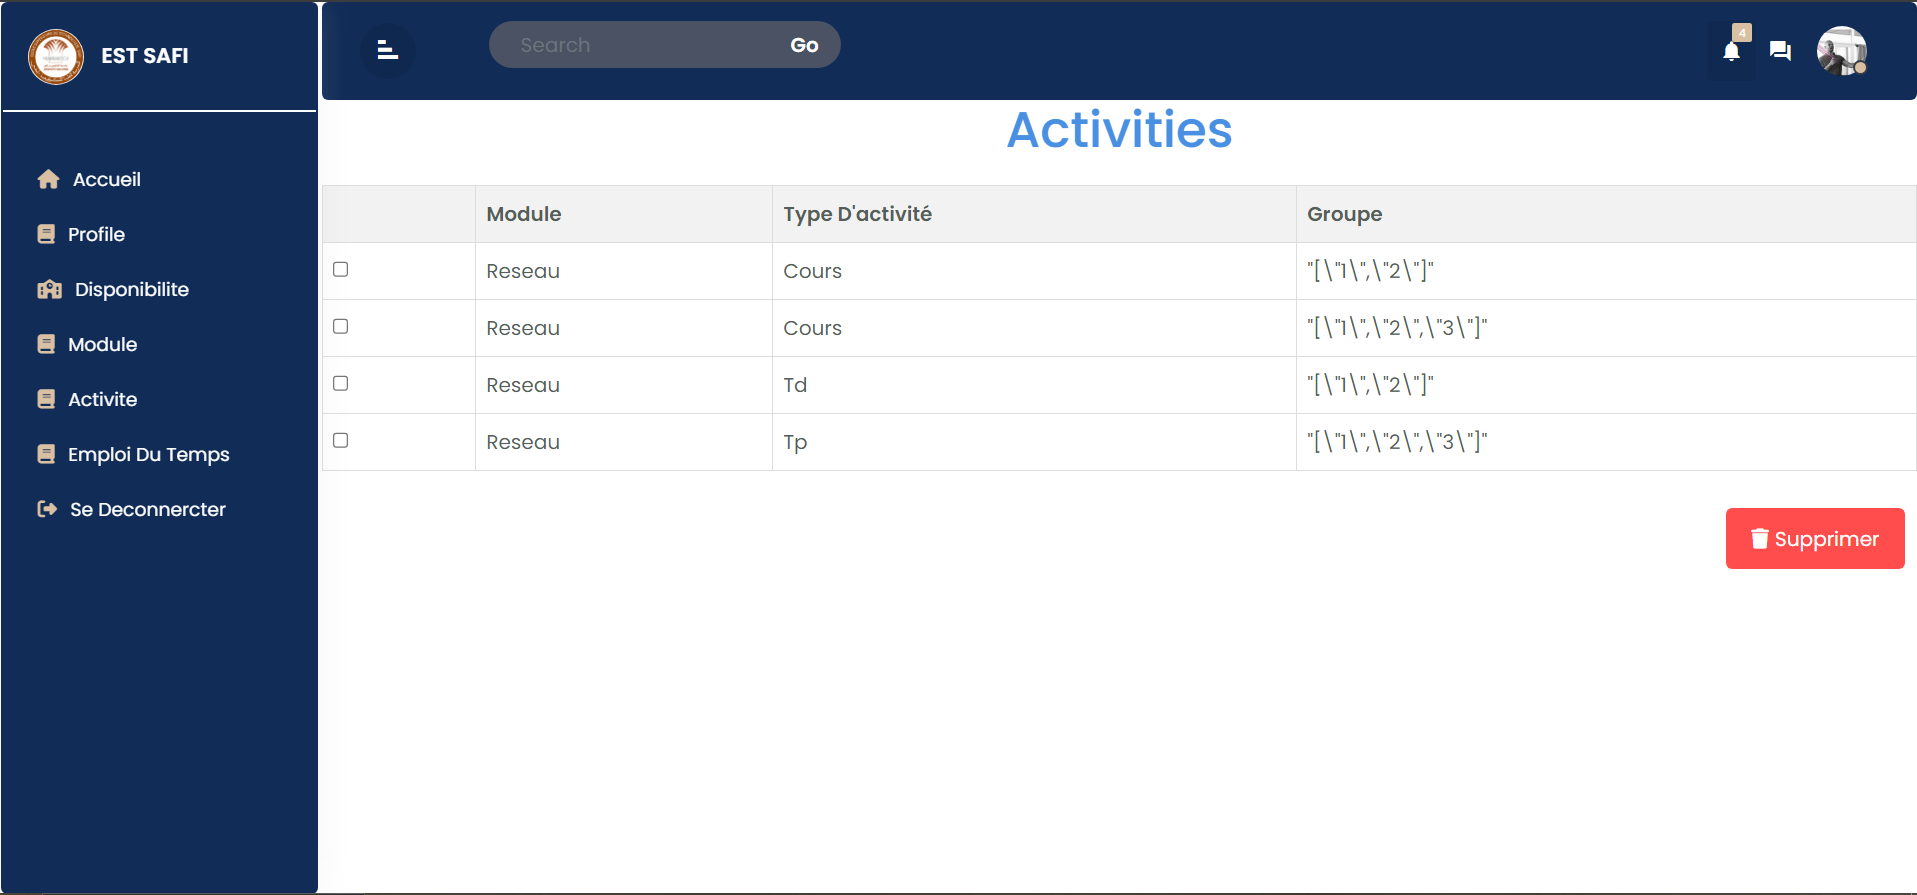 EST SAFI
Search Go
4
Accueil
Profile
Disponibilite
Module
Activite
Emploi Du Temps
Se Deconnercter
Activities
Module Type D'activité Groupe
Reseau Cours "[\"1\",\"2\"]"
Reseau Cours "[\"1\",\"2\",\"3\"]"
Reseau Td "[\"1\",\"2\"]"
Reseau Tp "[\"1\",\"2\",\"3\"]"
Supprimer